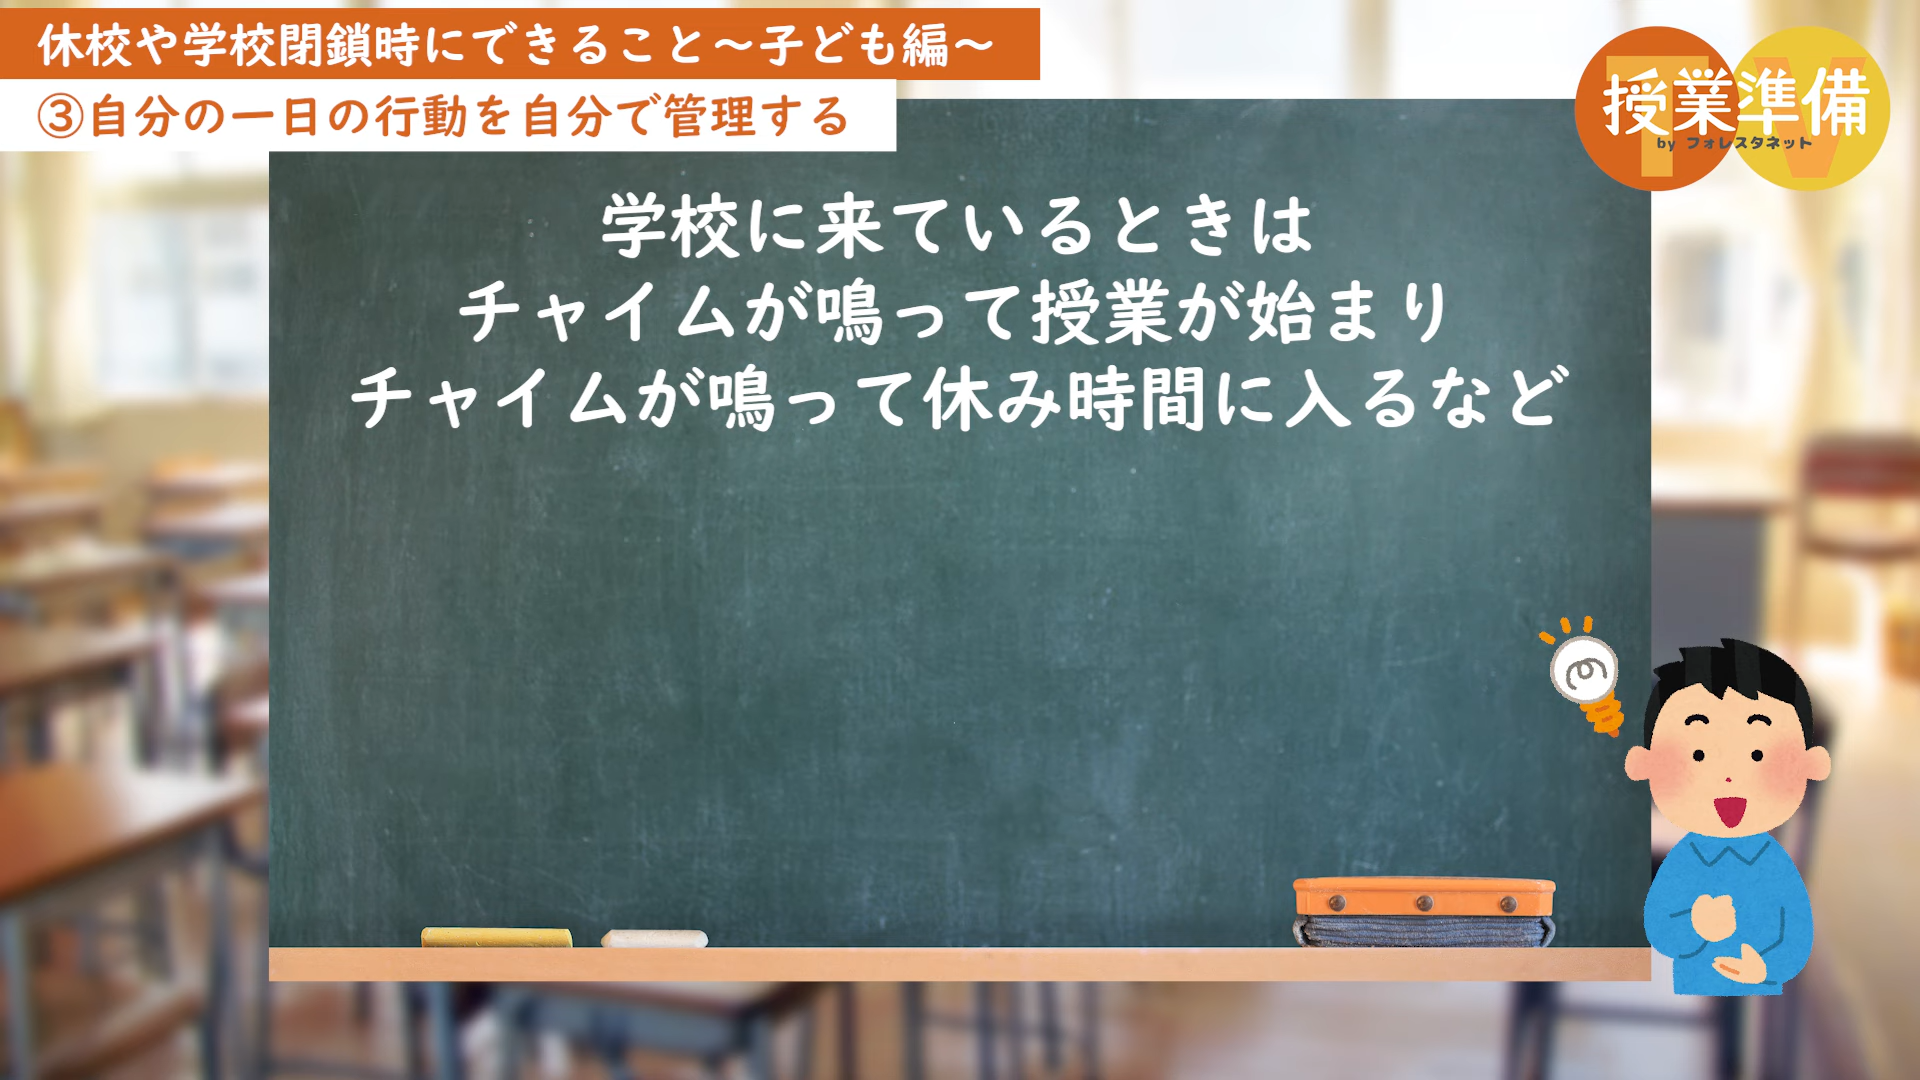 休校や学校閉鎖時にできること～子ども編～
③自分の一日の行動を自分で管理する
授業準備
TV
by フォレスタネット
学校に来ているときは
チャイムが鳴って授業が始まり
チャイムが鳴って休み時間に入るなど